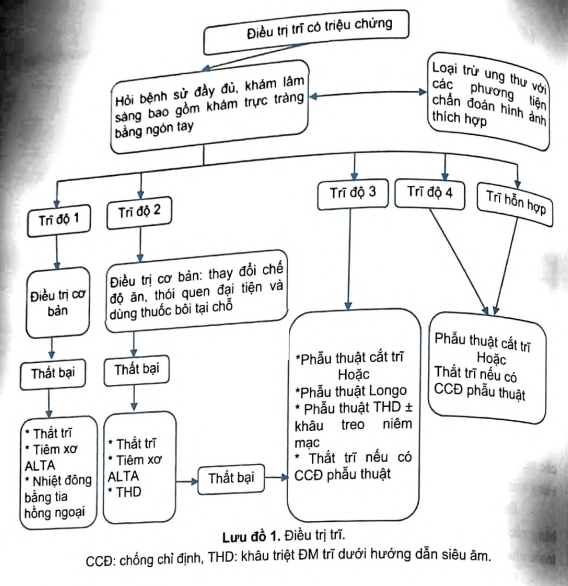 Điều trị trĩ có triệu chứng
Hỏi bệnh sử đầy đủ, khám lâm
sàng bao gồm khám trực tràng
bằng ngón tay
Loại trừ ung thư với
các phương tiện
chẩn đoán hình ảnh
thích hợp
Trĩ độ 1
Trĩ độ 2
Trĩ độ 3
Trĩ độ 4
Trĩ hỗn hợp
Điều trị cơ
bản
Điều trị cơ bản: thay đổi chế
độ ăn, thói quen đại tiện và
dùng thuốc bôi tại chỗ
Thất bại
Thất bại
* Thắt trĩ
* Tiêm xơ
ALTA
* Nhiệt đông
bằng tia
hồng ngoại
* Thắt trĩ
* Tiêm xơ
ALTA
* THD
Thất bại
*Phẫu thuật cắt trĩ
Hoặc
*Phẫu thuật Longo
* Phẫu thuật THD ±
khâu treo niêm
mạc
* Thắt trĩ nếu có
CCĐ phẫu thuật
Phẫu thuật cắt trĩ
Hoặc
Thắt trĩ nếu có
CCĐ phẫu thuật
Lưu đồ 1. Điều trị trĩ.
CCĐ: chống chỉ định, THD: khâu triệt ĐM trĩ dưới hướng dẫn siêu âm.